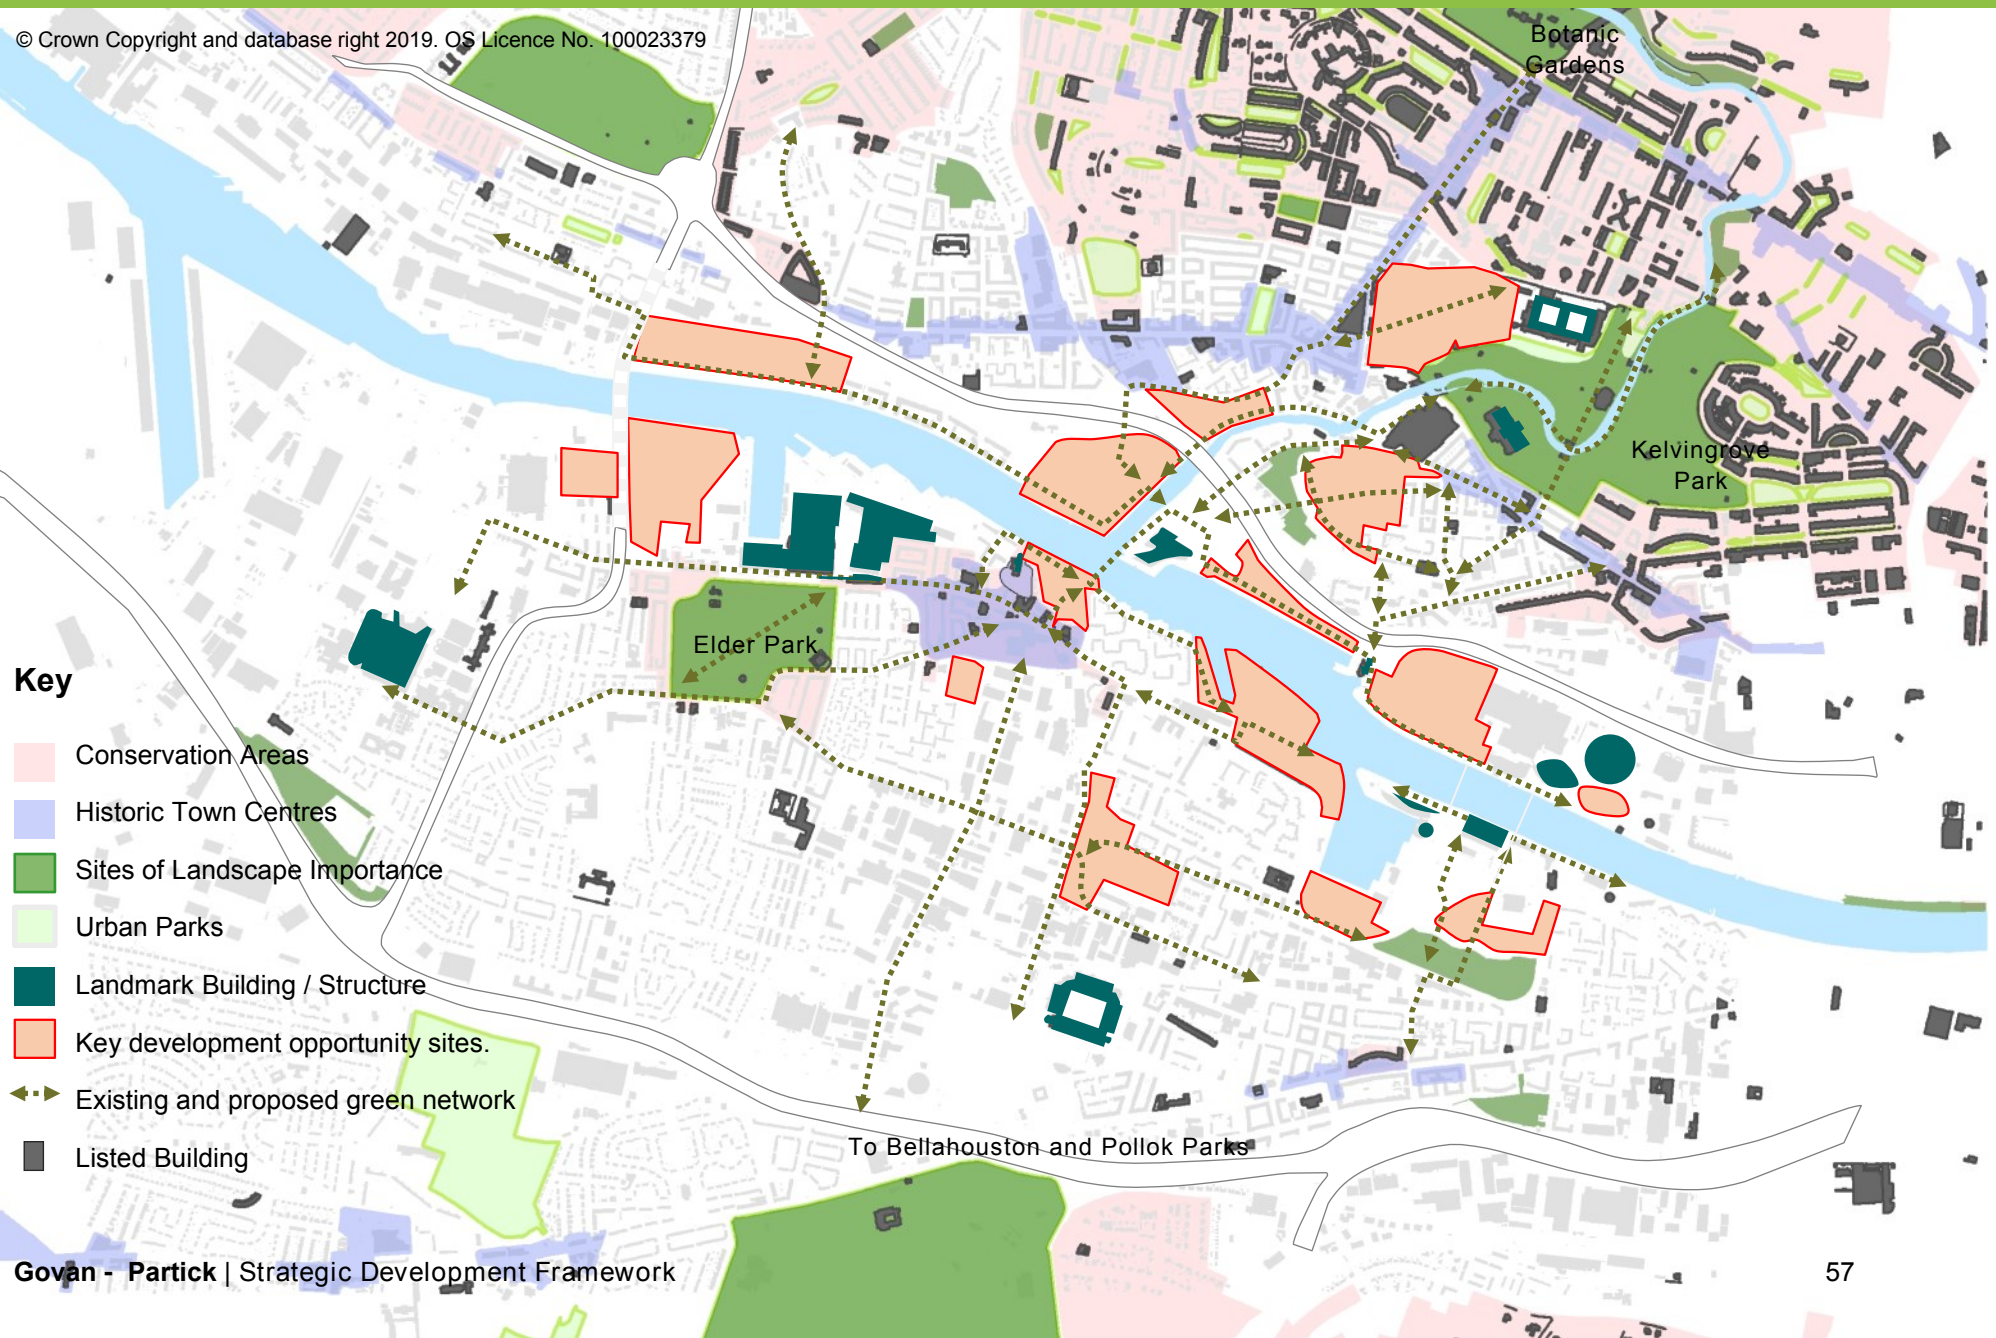 © Crown Copyright and database right 2019. OS Licence No. 100023379
Botanic
Gardens
Kelvingrove
Park
Elder Park
Key
Conservation Areas
Historic Town Centres
Sites of Landscape Importance
Urban Parks
Landmark Building / Structure
Key development opportunity sites.
Existing and proposed green network
Listed Building
To Bellahouston and Pollok Parks
Govan - Partick | Strategic Development Framework
57